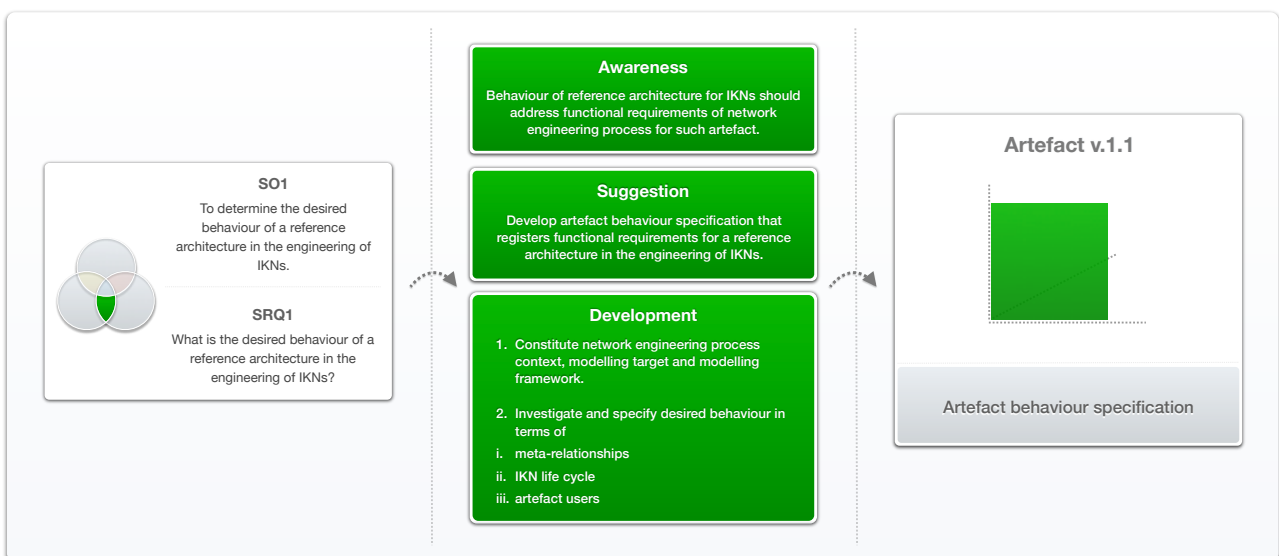 SO1
To determine the desired
behaviour of a reference
architecture in the engineering of
IKNs.
SRQ1
What is the desired behaviour of a
reference architecture in the
engineering of IKNs?
Awareness
Behaviour of reference architecture for IKNs should
address functional requirements of network
engineering process for such artefact.
Suggestion
Develop artefact behaviour specification that
registers functional requirements for a reference
architecture in the engineering of IKNs.
Development
1. Constitute network engineering process
context, modelling target and modelling
framework.
2. Investigate and specify desired behaviour in
terms of
i. meta-relationships
ii. IKN life cycle
iii. artefact users
Artefact v.1.1
Artefact behaviour specification